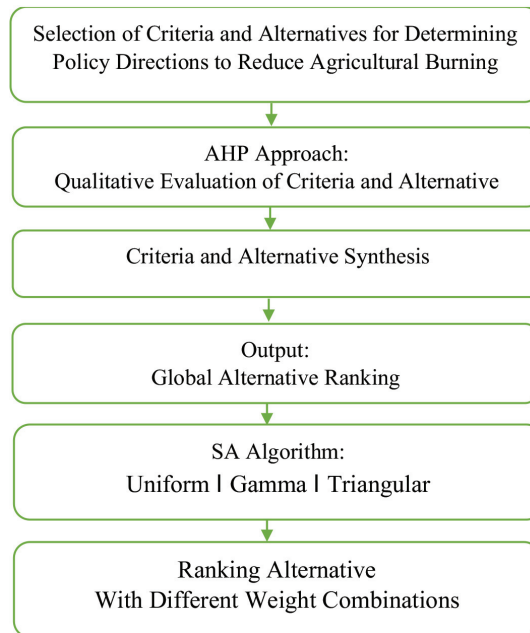 Selection of Criteria and Alternatives for Determining
Policy Directions to Reduce Agricultural Burning
AHP Approach:
Qualitative Evaluation of Criteria and Alternative
Criteria and Alternative Synthesis
Output:
Global Alternative Ranking
SA Algorithm:
Uniform l Gamma l Triangular
Ranking Alternative
With Different Weight Combinations